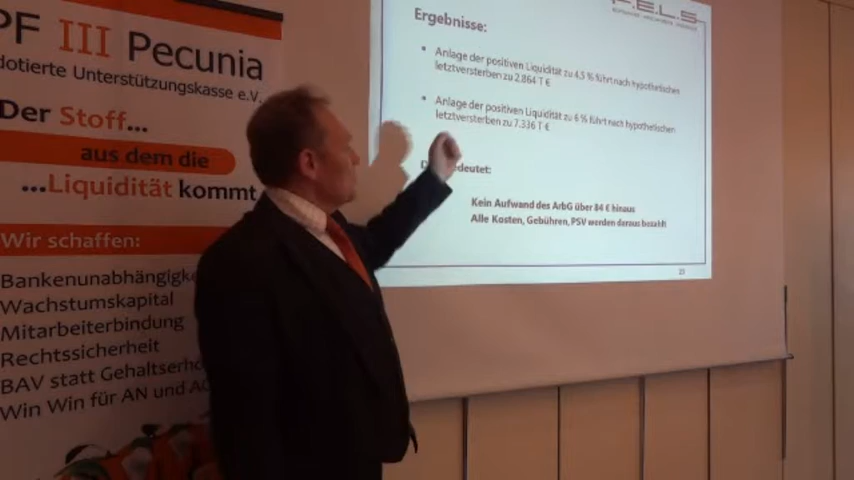 PF III Pecunia
dotierte Unterstützungskasse e.V.
Der Stoff...
aus dem die
...Liquidität kommt
Wir schaffen:
Bankenunabhängigke
Wachstumskapital
Mitarbeiterbindung
Rechtssicherheit
BAV STATT Gehaltserhö
Win Win für AN und A
F.E.L.S
Ergebnisse:
• Anlage der positiven Liquidität zu 4,5 % führt nach hypothetischen
letztversterben zu 2.864 T €
• Anlage der positiven Liquidität zu 6 % führt nach hypothetischen
letztversterben zu 7.336 T €
edeutet:
Kein Aufwand des ArbG über 84 € hinaus
Alle Kosten, Gebühren, PSV werden daraus bezahlt